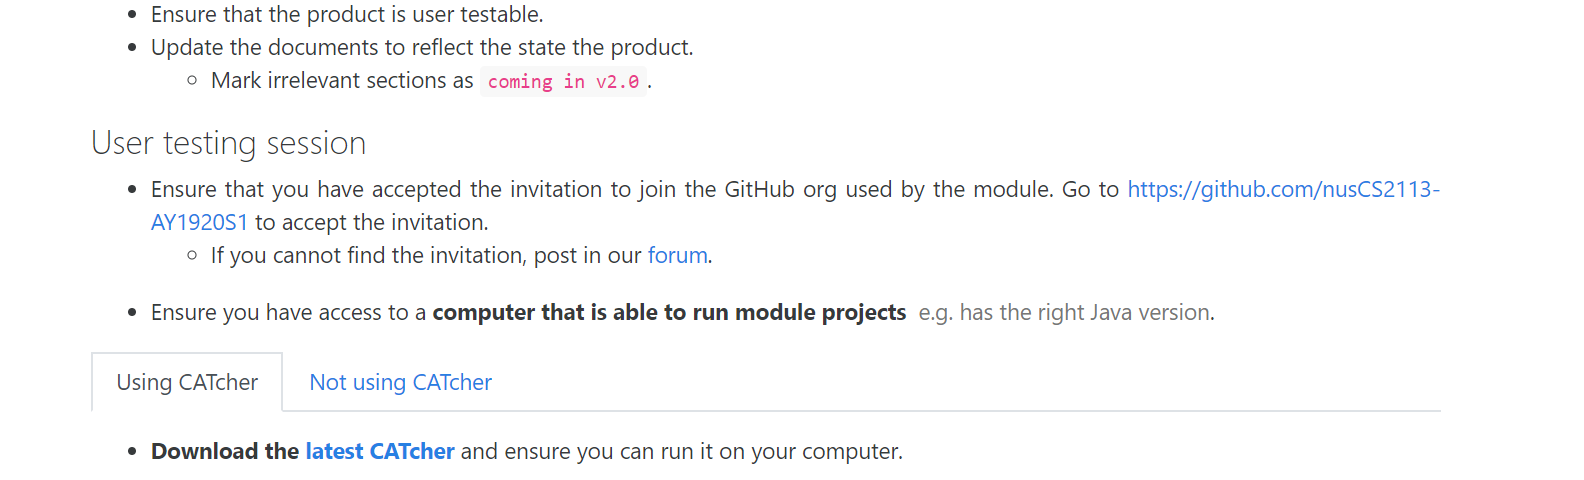 Ensure that the product is user testable.
Update the documents to reflect the state the product.
Mark irrelevant sections as coming in v2.0.
User testing session
Ensure that you have accepted the invitation to join the GitHub org used by the module. Go to https://github.com/nusCS2113-
AY1920S1 to accept the invitation.
If you cannot find the invitation, post in our forum.
Ensure you have access to a computer that is able to run module projects e.g. has the right Java version.
Using CATcher Not using CATcher
Download the latest CATcher and ensure you can run it on your computer.